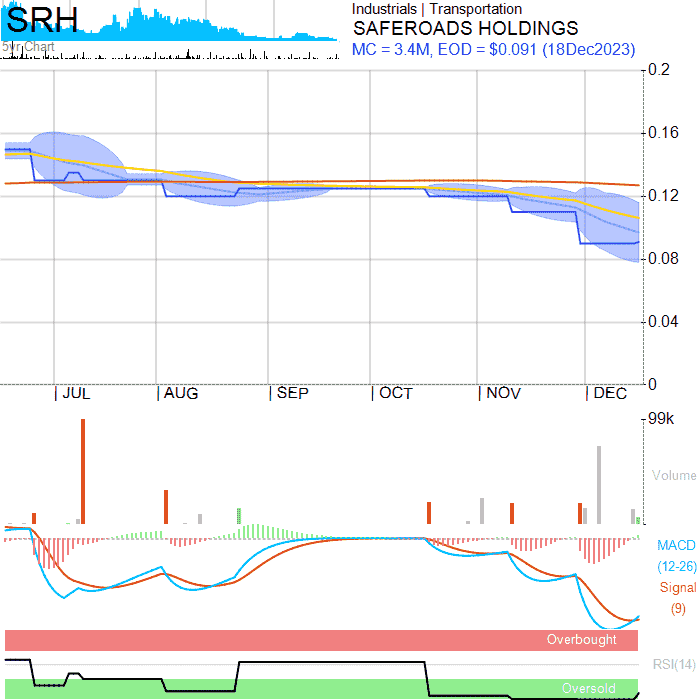 SRH
5yr Chart
Industrials | Transportation
SAFEROADS HOLDINGS
MC = 3.4M, EOD = $0.091 (18Dec2023)
0.2
0.16
0.12
0.08
0.04
0
| JUL | AUG | SEP | OCT | NOV | DEC
99k
Volume
MACD
(12-26)
Signal
(9)
Overbought
RSI(14)
Oversold